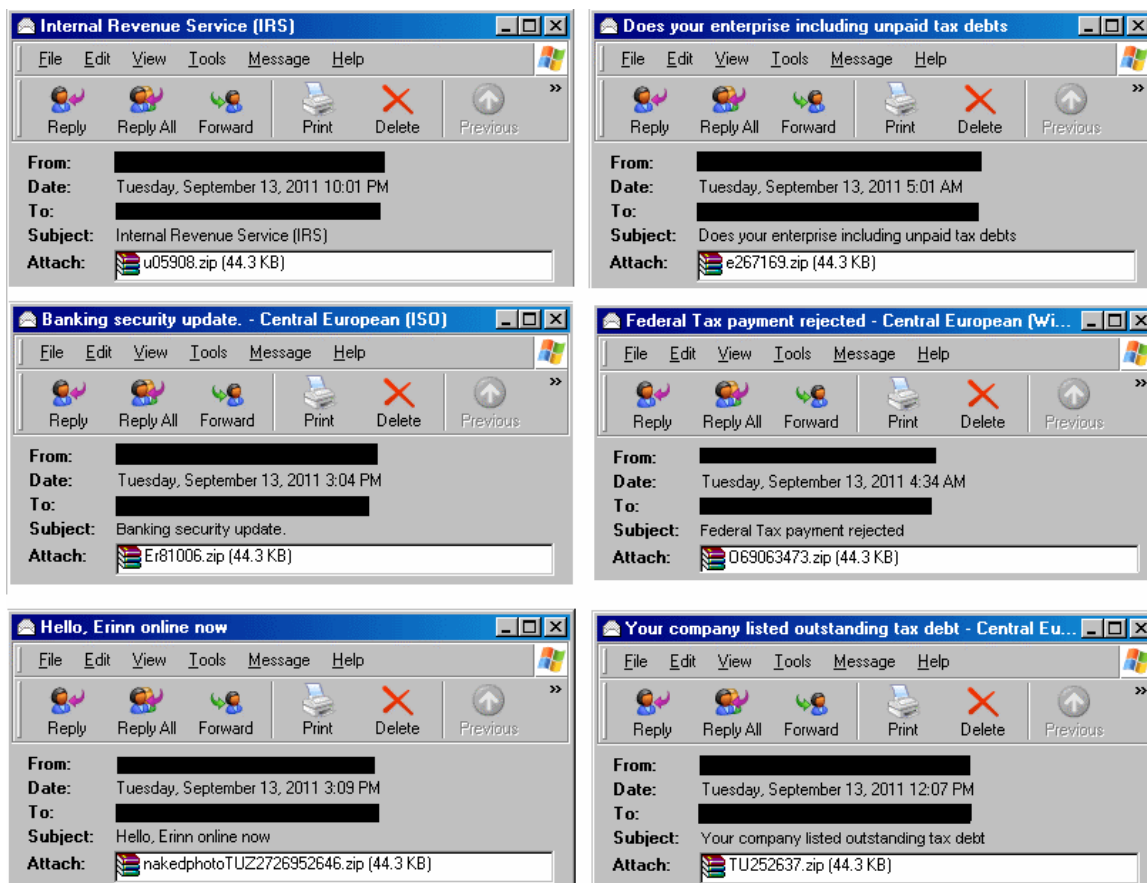 Internal Revenue Service (IRS)
File Edit View Tools Message Help
Reply Reply All Forward Print Delete Previous »
From:
Date: Tuesday, September 13, 2011 10:01 PM
To:
Subject: Internal Revenue Service (IRS)
Attach: u05908.zip (44.3 KB)
Does your enterprise including unpaid tax debts
File Edit View Tools Message Help
Reply Reply All Forward Print Delete Previous »
From:
Date: Tuesday, September 13, 2011 5:01 AM
To:
Subject: Does your enterprise including unpaid tax debts
Attach: e267169.zip (44.3 KB)
Banking security update. - Central European (ISO)
File Edit View Tools Message Help
Reply Reply All Forward Print Delete Previous »
From:
Date: Tuesday, September 13, 2011 3:04 PM
To:
Subject: Banking security update.
Attach: Er81006.zip (44.3 KB)
Federal Tax payment rejected - Central European (Wi...
File Edit View Tools Message Help
Reply Reply All Forward Print Delete Previous »
From:
Date: Tuesday, September 13, 2011 4:34 AM
To:
Subject: Federal Tax payment rejected
Attach: O69063473.zip (44.3 KB)
Hello, Erinn online now
File Edit View Tools Message Help
Reply Reply All Forward Print Delete Previous »
From:
Date: Tuesday, September 13, 2011 3:09 PM
To:
Subject: Hello, Erinn online now
Attach: nakedphotoTUZ2726952646.zip (44.3 KB)
Your company listed outstanding tax debt - Central Eu...
File Edit View Tools Message Help
Reply Reply All Forward Print Delete Previous »
From:
Date: Tuesday, September 13, 2011 12:07 PM
To:
Subject: Your company listed outstanding tax debt
Attach: TU252637.zip (44.3 KB)